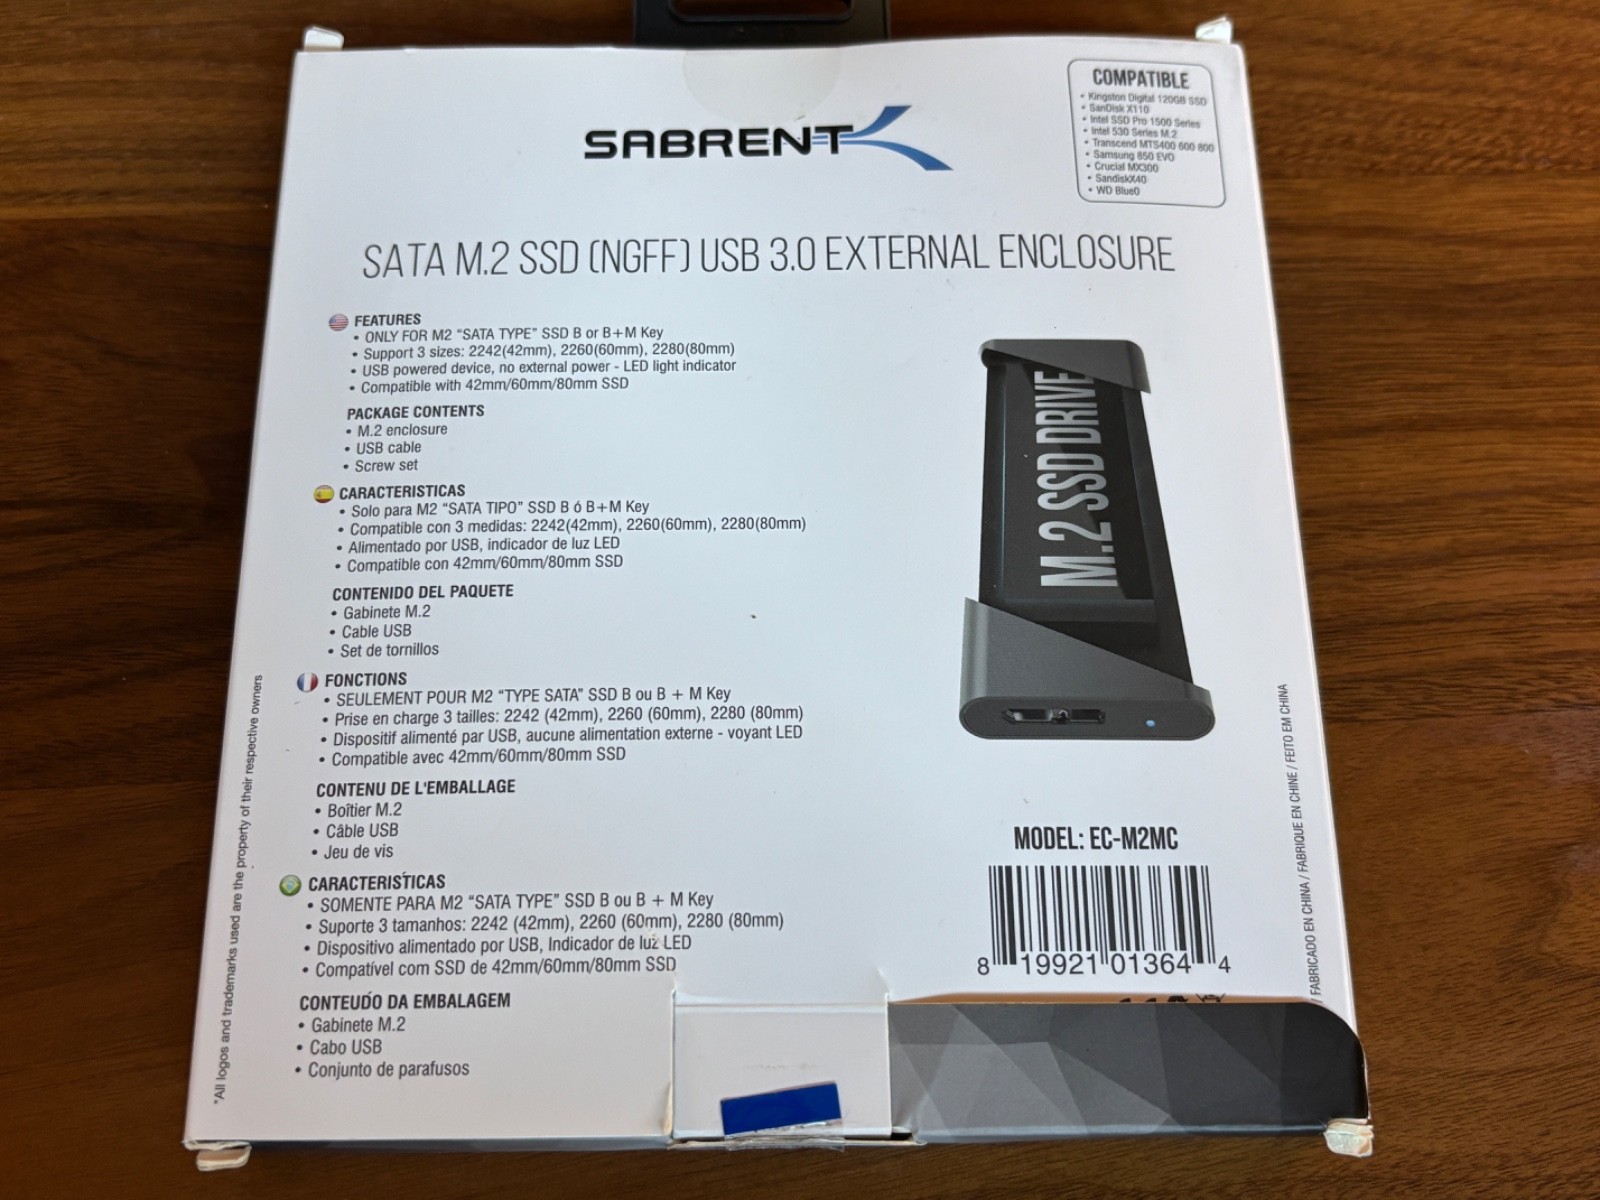 SABRENT
COMPATIBLE
• Kingston Digital 120GB SSD
• SanDisk X110
• Intel SSD Pro 1500 Series
• Intel 530 Series M.2
• Transcend MTS400 600 800
• Samsung 850 EVO
• Crucial MX300
• SandiskX40
• WD Blue0
SATA M.2 SSD (NGFF) USB 3.0 EXTERNAL ENCLOSURE
FEATURES
• ONLY FOR M2 “SATA TYPE” SSD B or B+M Key
• Support 3 sizes: 2242(42mm), 2260(60mm), 2280(80mm)
• USB powered device, no external power - LED light indicator
• Compatible with 42mm/60mm/80mm SSD
PACKAGE CONTENTS
• M.2 enclosure
• USB cable
• Screw set
CARACTERISTICAS
• Solo para M2 “SATA TIPO” SSD B ó B+M Key
• Compatible con 3 medidas: 2242(42mm), 2260(60mm), 2280(80mm)
• Alimentado por USB, indicador de luz LED
• Compatible con 42mm/60mm/80mm SSD
CONTENIDO DEL PAQUETE
• Gabinete M.2
• Cable USB
• Set de tornillos
FONCTIONS
• SEULEMENT POUR M2 “TYPE SATA” SSD B ou B + M Key
• Prise en charge 3 tailles: 2242 (42mm), 2260 (60mm), 2280 (80mm)
• Dispositif alimenté par USB, aucune alimentation externe - voyant LED
• Compatible avec 42mm/60mm/80mm SSD
CONTENU DE L'EMBALLAGE
• Boîtier M.2
• Câble USB
• Jeu de vis
CARACTERISTICAS
• SOMENTE PARA M2 “SATA TYPE” SSD B ou B + M Key
• Suporte 3 tamanhos: 2242 (42mm), 2260 (60mm), 2280 (80mm)
• Dispositivo alimentado por USB, Indicador de luz LED
• Compatível com SSD de 42mm/60mm/80mm SSD
CONTEUDO DA EMBALAGEM
• Gabinete M.2
• Cabo USB
• Conjunto de parafusos
*All logos and trademarks used are the property of their respective owners
M.2 SSD DRIVE
MODEL: EC-M2MC
8 19921 01364 4
/ FABRICADO EN CHINA / FABRIQUE EN CHINE / FEITO EM CHINA